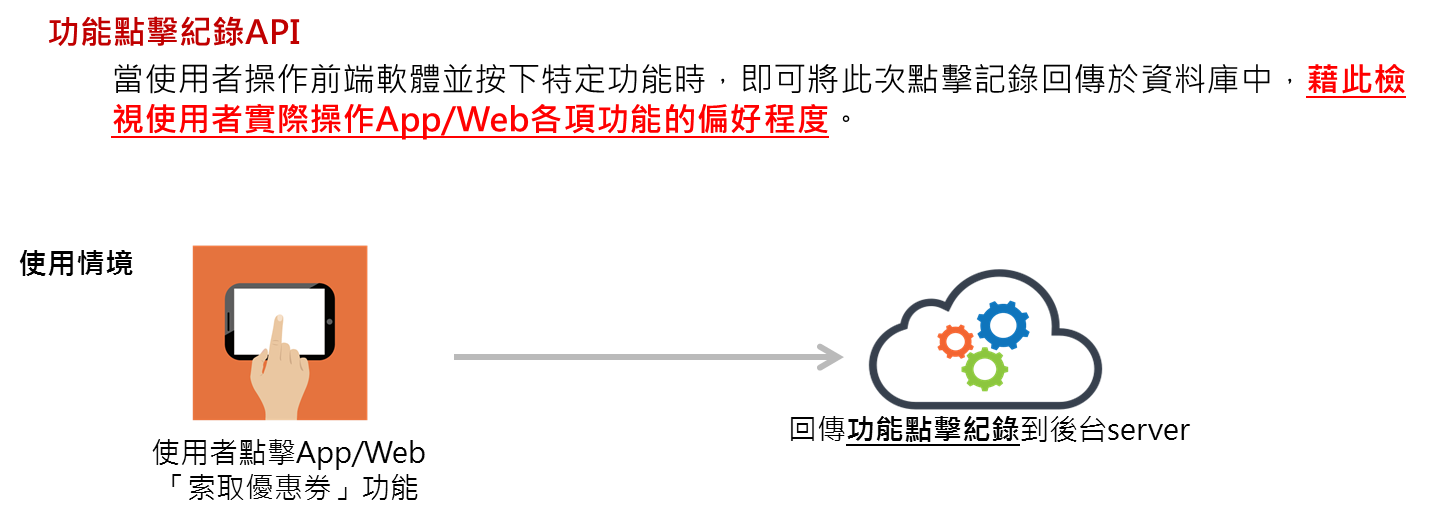 功能點擊紀錄API
當使用者操作前端軟體並按下特定功能時，即可將此次點擊記錄回傳於資料庫中，藉此檢
視使用者實際操作App/Web各項功能的偏好程度。
使用情境
回傳功能點擊紀錄到後台server
使用者點擊App/Web
「索取優惠券」功能